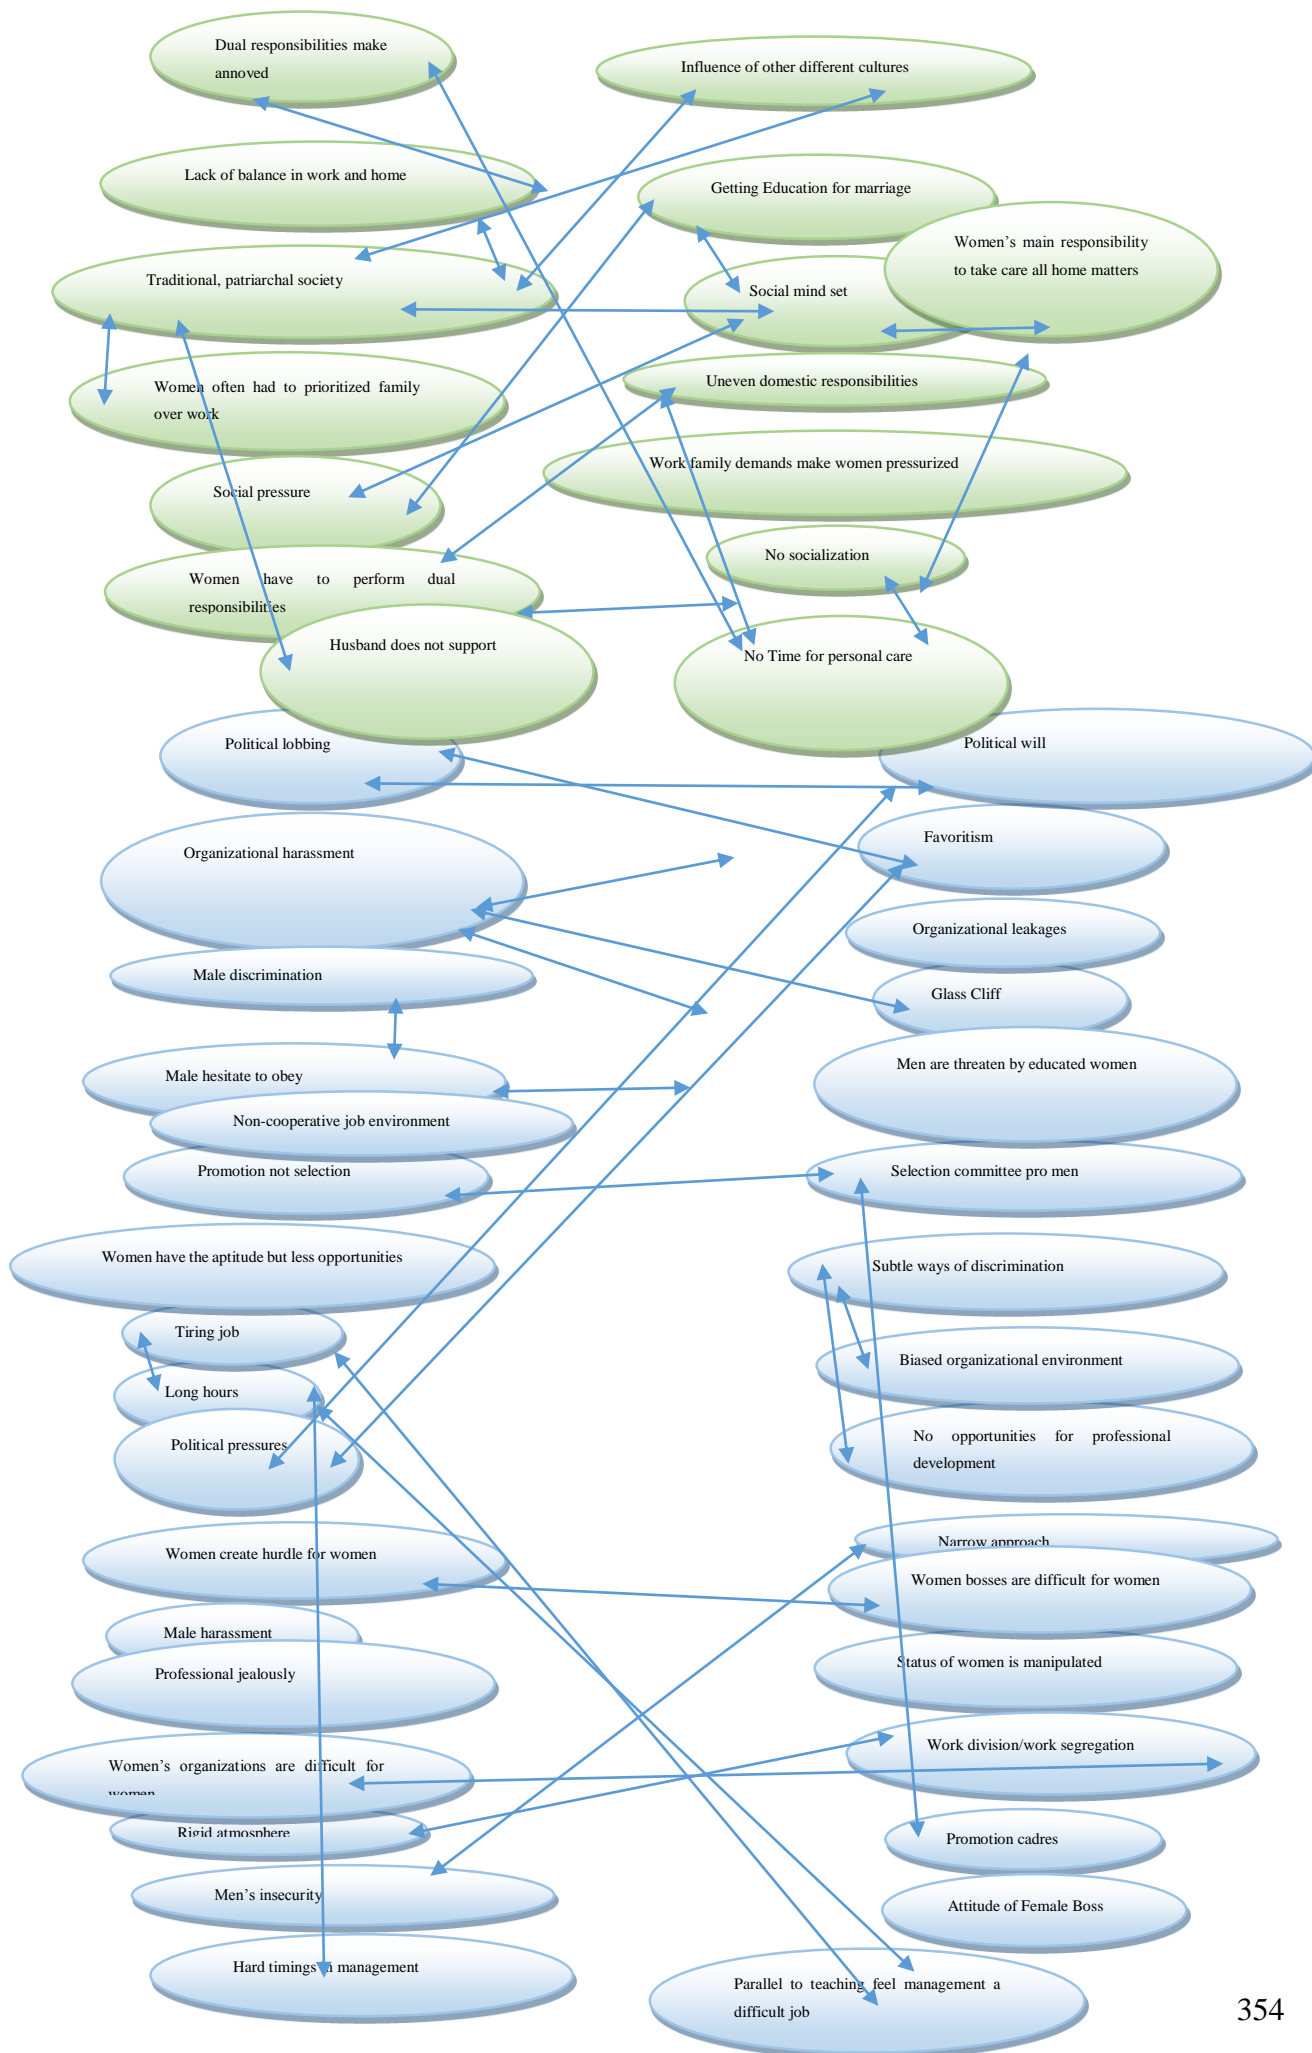 Dual responsibilities make
annoved
Influence of other different cultures
Lack of balance in work and home
Getting Education for marriage
Women's main responsibility
to take care all home matters
Traditional, patriarchal society
Social mind set
Women often had to prioritized family
over work
Uneven domestic responsibilities
Work family demands make women pressurized
Social pressure
No socialization
Women have to perform dual
responsibilities
Husband does not support
No Time for personal care
Political lobbing
Political will
Organizational harassment
Favoritism
Organizational leakages
Male discrimination
Glass Cliff
Male hesitate to obey
Men are threaten by educated women
Non-cooperative job environment
Promotion not selection
Selection committee pro men
Women have the aptitude but less opportunities
Subtle ways of discrimination
Tiring job
Biased organizational environment
Long hours
Political pressures
No opportunities for professional
development
Women create hurdle for women
Narrow approach
Women bosses are difficult for women
Male harassment
Professional jealously
Status of women is manipulated
Women's organizations are difficult for
women
Work division/work segregation
Rigid atmosphere
Promotion cadres
Men's insecurity
Attitude of Female Boss
Hard timings in management
Parallel to teaching feel management a
difficult job
354